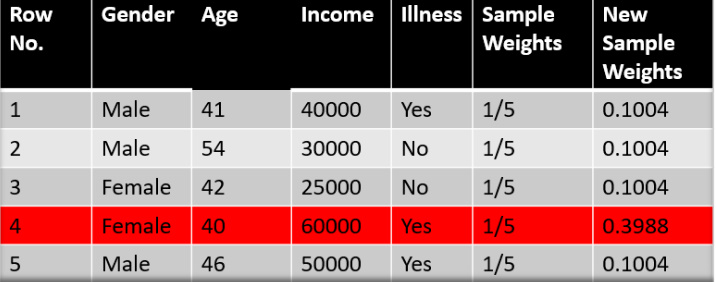 Row No. Gender Age Income Illness Sample Weights New Sample Weights
1 Male 41 40000 Yes 1/5 0.1004
2 Male 54 30000 No 1/5 0.1004
3 Female 42 25000 No 1/5 0.1004
4 Female 40 60000 Yes 1/5 0.3988
5 Male 46 50000 Yes 1/5 0.1004